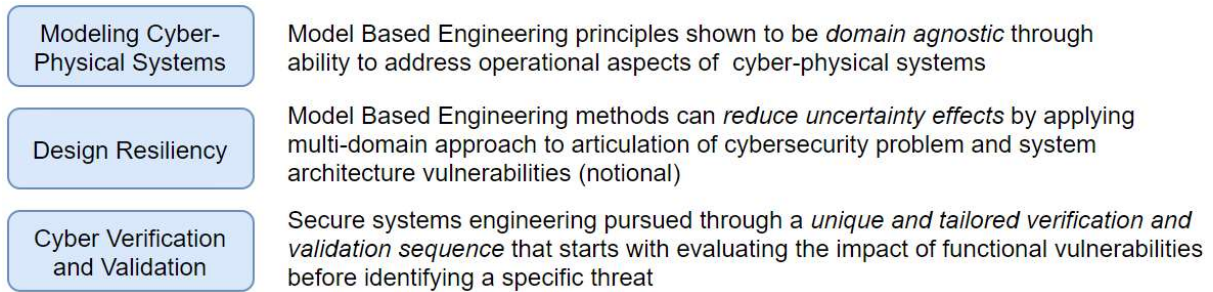 Modeling Cyber-
Physical Systems
Model Based Engineering principles shown to be domain agnostic through
ability to address operational aspects of cyber-physical systems
Design Resiliency
Model Based Engineering methods can reduce uncertainty effects by applying
multi-domain approach to articulation of cybersecurity problem and system
architecture vulnerabilities (notional)
Cyber Verification
and Validation
Secure systems engineering pursued through a unique and tailored verification and
validation sequence that starts with evaluating the impact of functional vulnerabilities
before identifying a specific threat